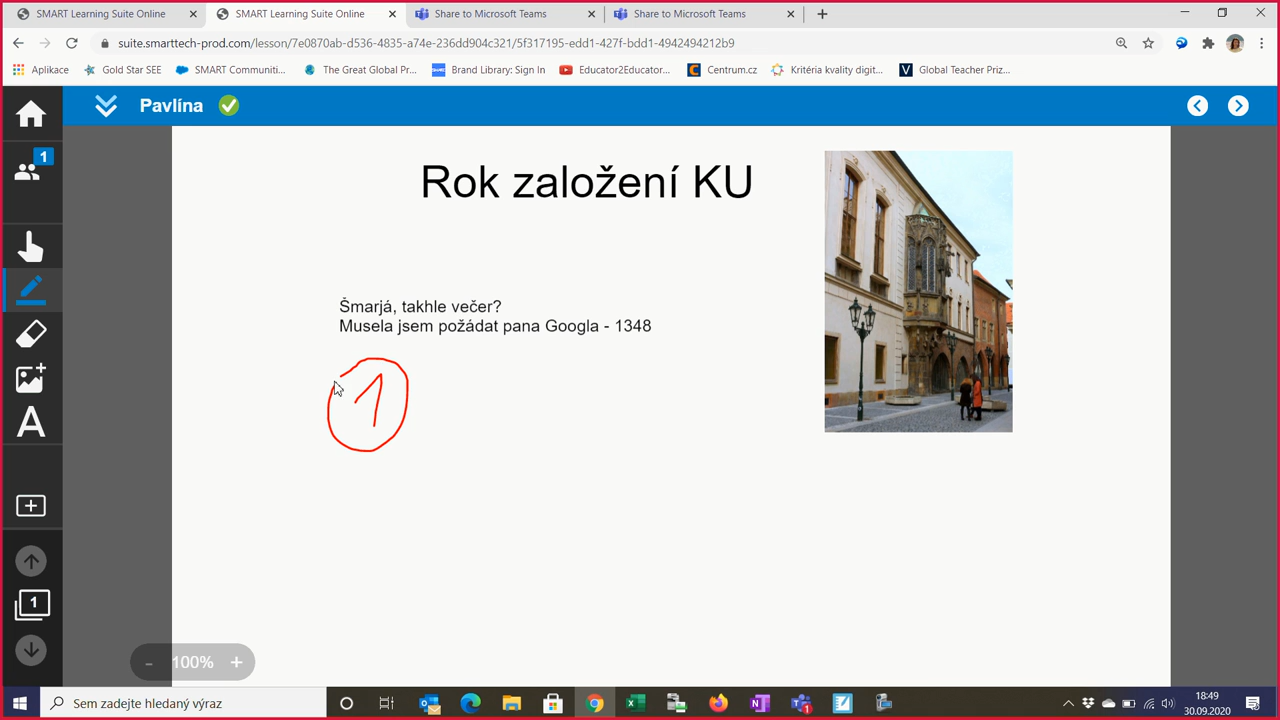 SMART Learning Suite Online
SMART Learning Suite Online
Share to Microsoft Teams
Share to Microsoft Teams
suite.smarttech-prod.com/lesson/7e0870ab-d536-4835-a74e-236dd90dc321/5f317195-edd1-427f-bdd1-4942494212b9
Aplikace
Gold Star SEE
SMART Communiti...
The Great Global Pr...
Brand Library: Sign In
Educator2Educator...
Centrum.cz
Kritéria kvality digit...
Global Teacher Priz...
Pavlína
1
Rok založení KU
Šmarjá, takhle večer?
Musela jsem požádat pana Googla - 1348
1
1
- 100% +
Sem zadejte hledaný výraz
18:49
30.09.2020